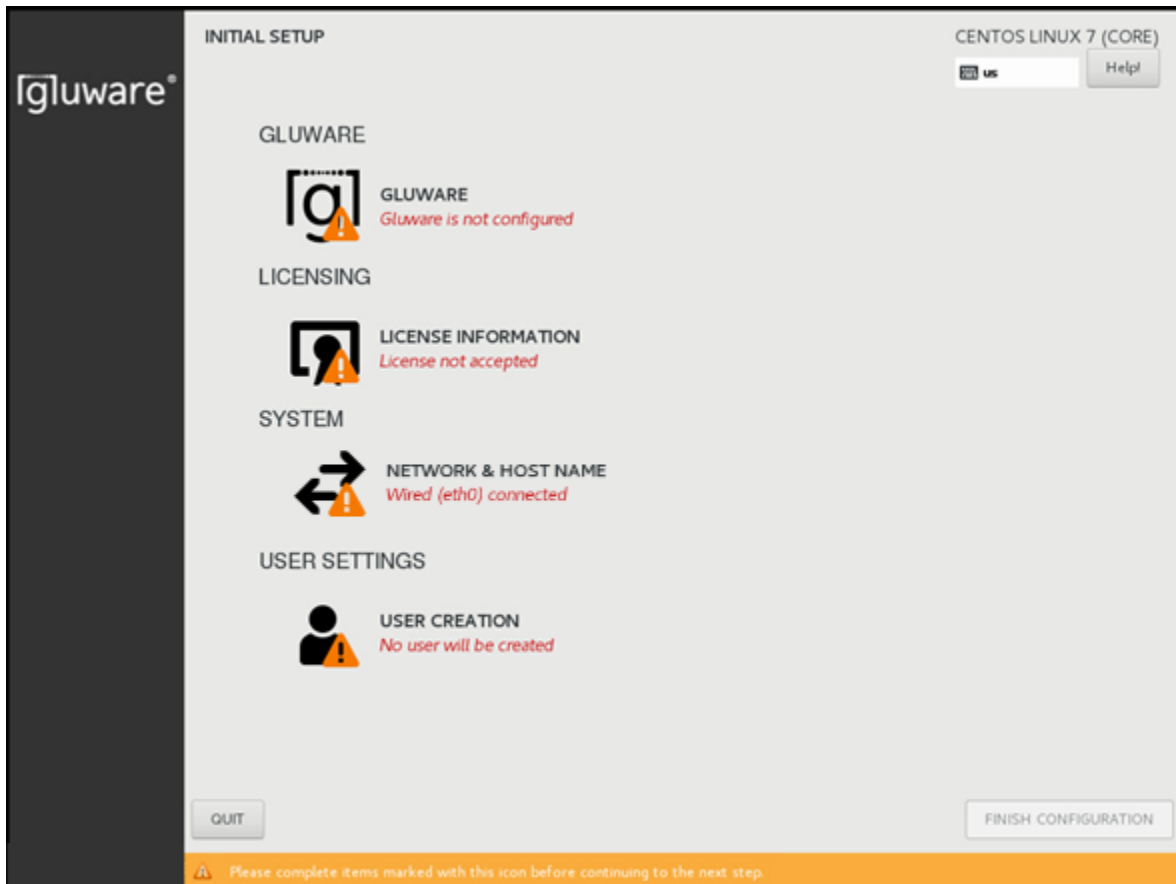 INITIAL SETUP
CENTOS LINUX 7 (CORE)
us
Help!
[g]luware®
GLUWARE
g
GLUWARE
Gluware is not configured
LICENSING
LICENSE INFORMATION
License not accepted
SYSTEM
NETWORK & HOST NAME
Wired (eth0) connected
USER SETTINGS
USER CREATION
No user will be created
QUIT
FINISH CONFIGURATION
Please complete items marked with this icon before continuing to the next step.